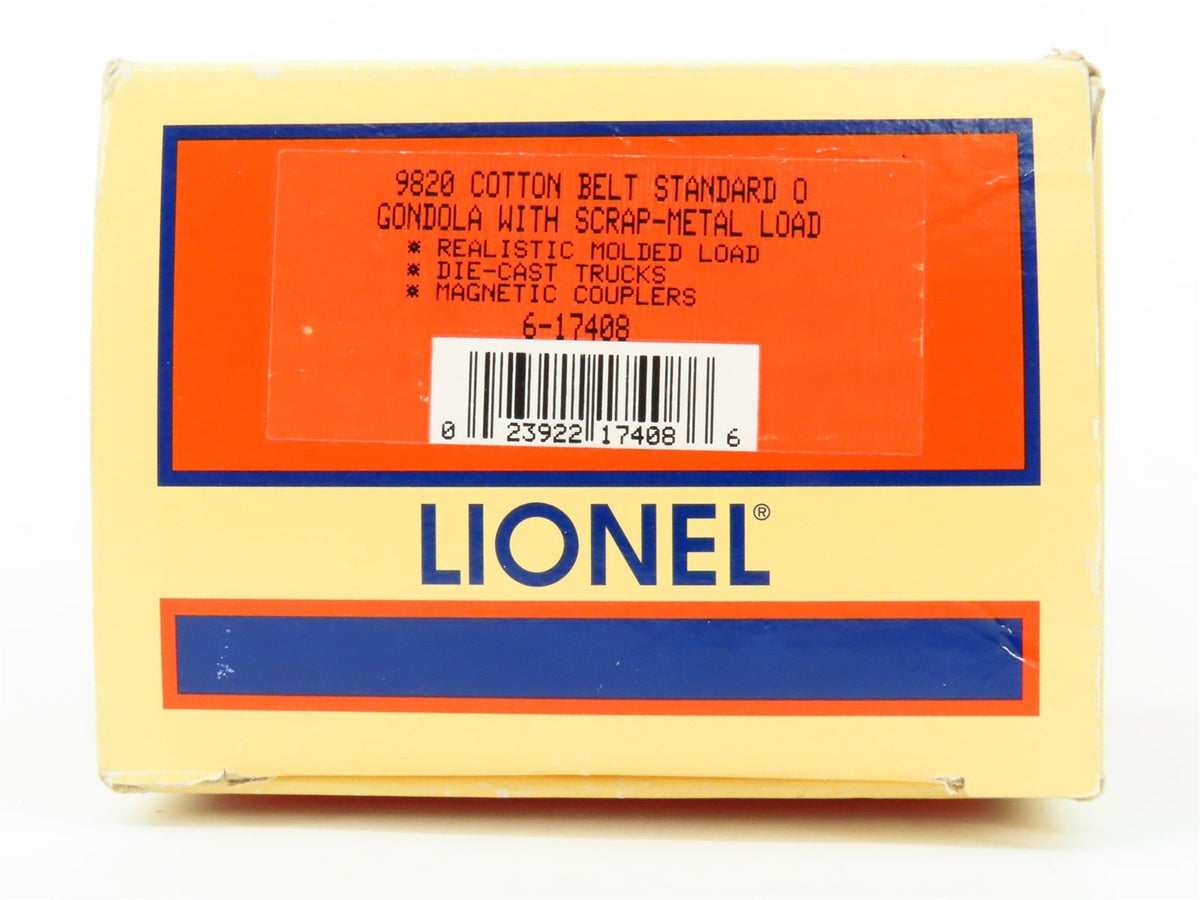 9820 COTTON BELT STANDARD O
GONDOLA WITH SCRAP-METAL LOAD
* REALISTIC MOLDED LOAD
* DIE-CAST TRUCKS
* MAGNETIC COUPLERS
6-17408
0 23922 17408 6
LIONEL®